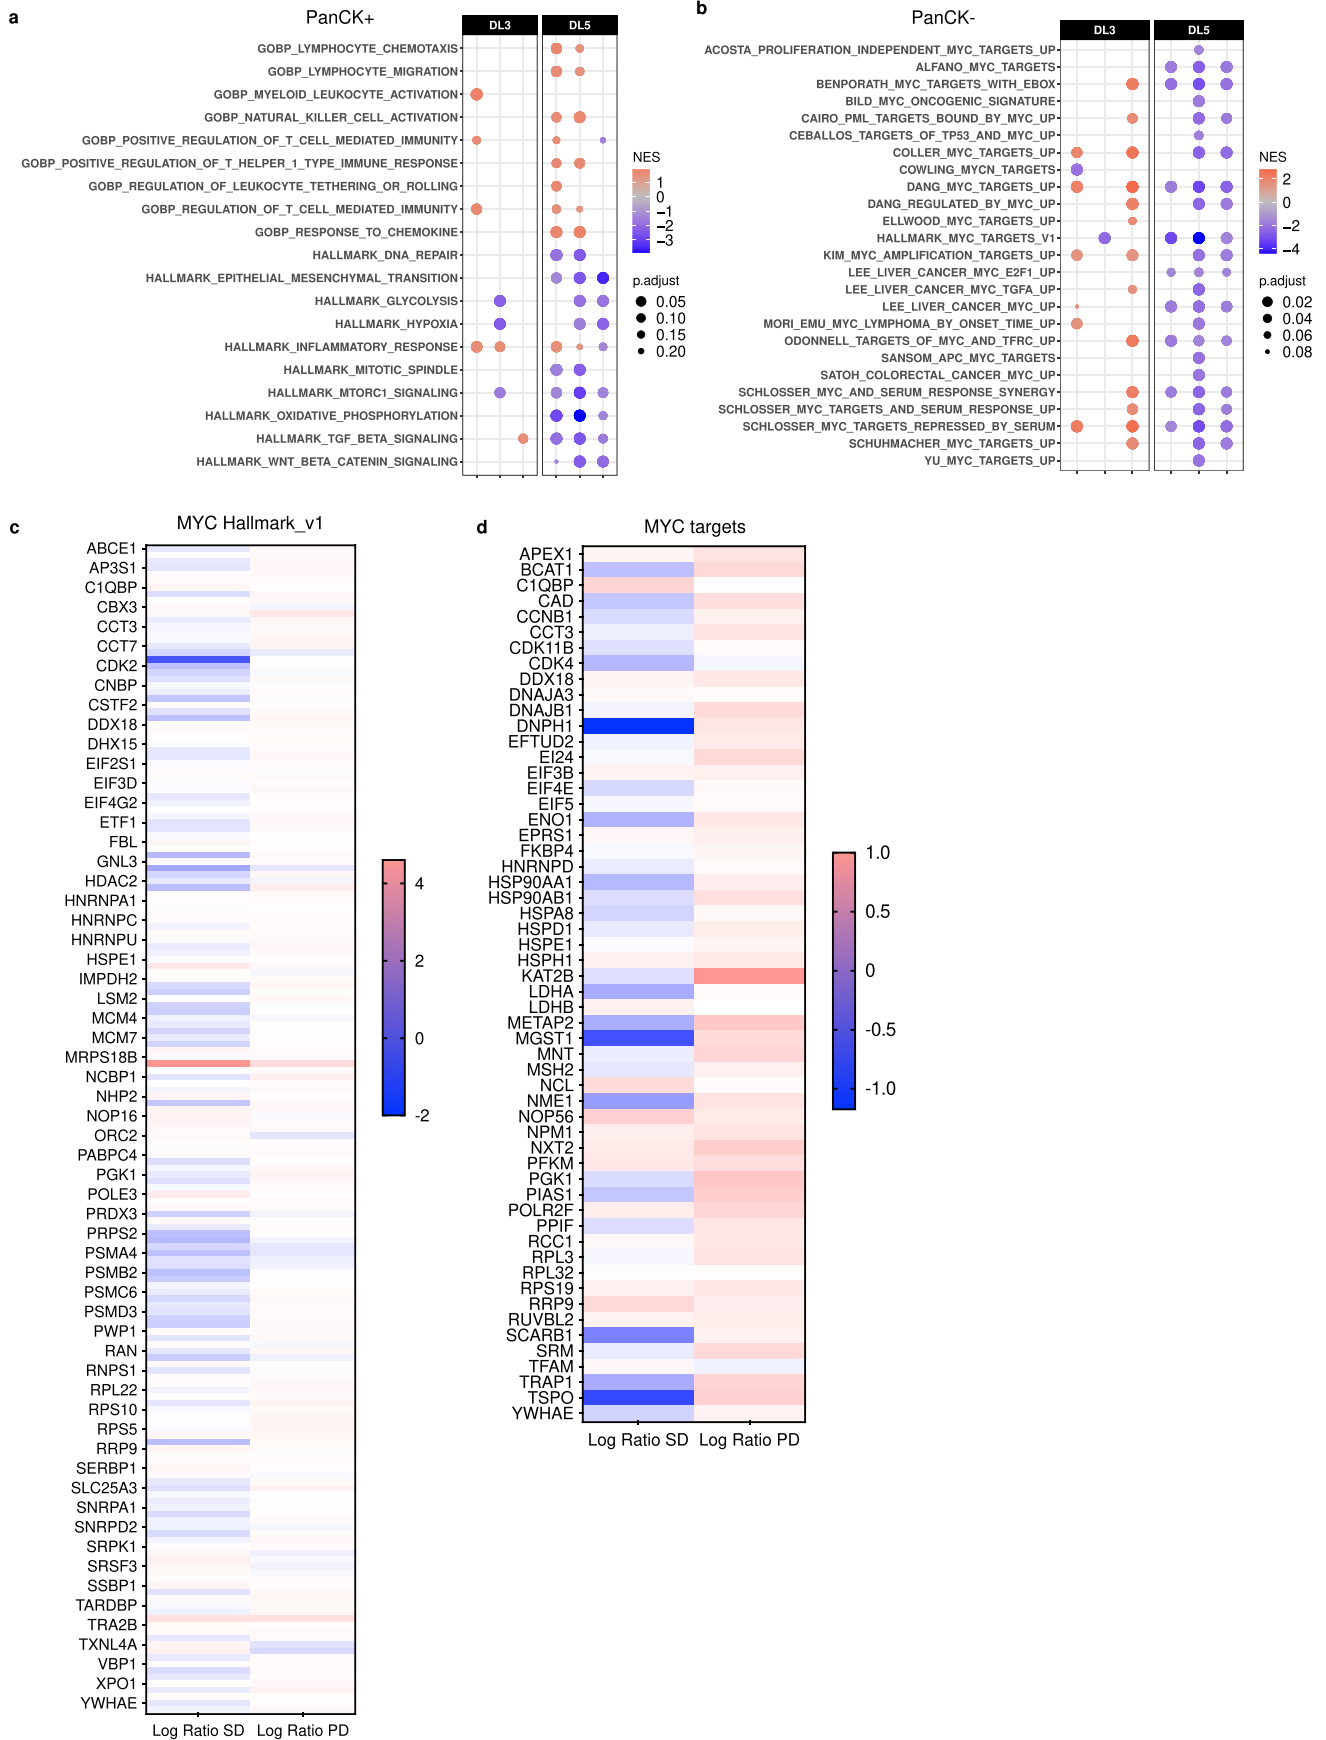 a
PanCK+
DL3
DL5
GOBP_LYMPHOCYTE_CHEMOTAXIS
GOBP_LYMPHOCYTE_MIGRATION
GOBP_MYELOID_LEUKOCYTE_ACTIVATION
GOBP_NATURAL_KILLER_CELL_ACTIVATION
GOBP_POSITIVE_REGULATION_OF_T_CELL_MEDIATED_IMMUNITY
GOBP_POSITIVE_REGULATION_OF_T_HELPER_1_TYPE_IMMUNE_RESPONSE
GOBP_REGULATION_OF_LEUKOCYTE_TETHERING_OR_ROLLING
GOBP_REGULATION_OF_T_CELL_MEDIATED_IMMUNITY
GOBP_RESPONSE_TO_CHEMOKINE
HALLMARK_DNA_REPAIR
HALLMARK_EPITHELIAL_MESENCHYMAL_TRANSITION
HALLMARK_GLYCOLYSIS
HALLMARK_HYPOXIA
HALLMARK_INFLAMMATORY_RESPONSE
HALLMARK_MITOTIC_SPINDLE
HALLMARK_MTORC1_SIGNALING
HALLMARK_OXIDATIVE_PHOSPHORYLATION
HALLMARK_TGF_BETA_SIGNALING
HALLMARK_WNT_BETA_CATENIN_SIGNALING
NES
1
0
−1
−2
−3
p.adjust
0.05
0.10
0.15
0.20
b
PanCK-
DL3
DL5
ACOSTA_PROLIFERATION_INDEPENDENT_MYC_TARGETS_UP
ALFANO_MYC_TARGETS
BENPORATH_MYC_TARGETS_WITH_EBOX
BILD_MYC_ONCOGENIC_SIGNATURE
CAIRO_PML_TARGETS_BOUND_BY_MYC_UP
CEBALLOS_TARGETS_OF_TP53_AND_MYC_UP
COLLER_MYC_TARGETS_UP
COWLING_MYCN_TARGETS
DANG_MYC_TARGETS_UP
DANG_REGULATED_BY_MYC_UP
ELLWOOD_MYC_TARGETS_UP
HALLMARK_MYC_TARGETS_V1
KIM_MYC_AMPLIFICATION_TARGETS_UP
LEE_LIVER_CANCER_MYC_E2F1_UP
LEE_LIVER_CANCER_MYC_TGFA_UP
LEE_LIVER_CANCER_MYC_UP
MORI_EMU_MYC_LYMPHOMA_BY_ONSET_TIME_UP
ODONNELL_TARGETS_OF_MYC_AND_TFRC_UP
SANSOM_APC_MYC_TARGETS
SATOH_COLORECTAL_CANCER_MYC_UP
SCHLOSSER_MYC_AND_SERUM_RESPONSE_SYNERGY
SCHLOSSER_MYC_TARGETS_AND_SERUM_RESPONSE_UP
SCHLOSSER_MYC_TARGETS_REPRESSED_BY_SERUM
SCHUHMACHER_MYC_TARGETS_UP
YU_MYC_TARGETS_UP
NES
2
0
−2
−4
p.adjust
0.02
0.04
0.06
0.08
c
MYC Hallmark_v1
ABCE1
AP3S1
C1QBP
CBX3
CCT3
CCT7
CDK2
CNBP
CSTF2
DDX18
DHX15
EIF2S1
EIF3D
EIF4G2
ETF1
FBL
GNL3
HDAC2
HNRNPA1
HNRNPC
HNRNPU
HSPE1
IMPDH2
LSM2
MCM4
MCM7
MRPS18B
NCBP1
NHP2
NOP16
ORC2
PABPC4
PGK1
POLE3
PRDX3
PRPS2
PSMA4
PSMB2
PSMC6
PSMD3
PWP1
RAN
RNPS1
RPL22
RPS10
RPS5
RRP9
SERBP1
SLC25A3
SNRPA1
SNRPD2
SRPK1
SRSF3
SSBP1
TARDBP
TRA2B
TXNL4A
VBP1
XPO1
YWHAE
Log Ratio SD
Log Ratio PD
4
2
0
-2
d
MYC targets
APEX1
BCAT1
C1QBP
CAD
CCNB1
CCT3
CDK11B
CDK4
DDX18
DNAJA3
DNAJB1
DNPH1
EFTUD2
EI24
EIF3B
EIF4E
EIF5
ENO1
EPRS1
FKBP4
HNRNPD
HSP90AA1
HSP90AB1
HSPA8
HSPD1
HSPE1
HSPH1
KAT2B
LDHA
LDHB
METAP2
MGST1
MNT
MSH2
NCL
NME1
NOP56
NPM1
NXT2
PFKM
PGK1
PIAS1
POLR2F
PPIF
RCC1
RPL3
RPL32
RPS19
RRP9
RUVBL2
SCARB1
SRM
TFAM
TRAP1
TSPO
YWHAE
Log Ratio SD
Log Ratio PD
1.0
0.5
0
-0.5
-1.0